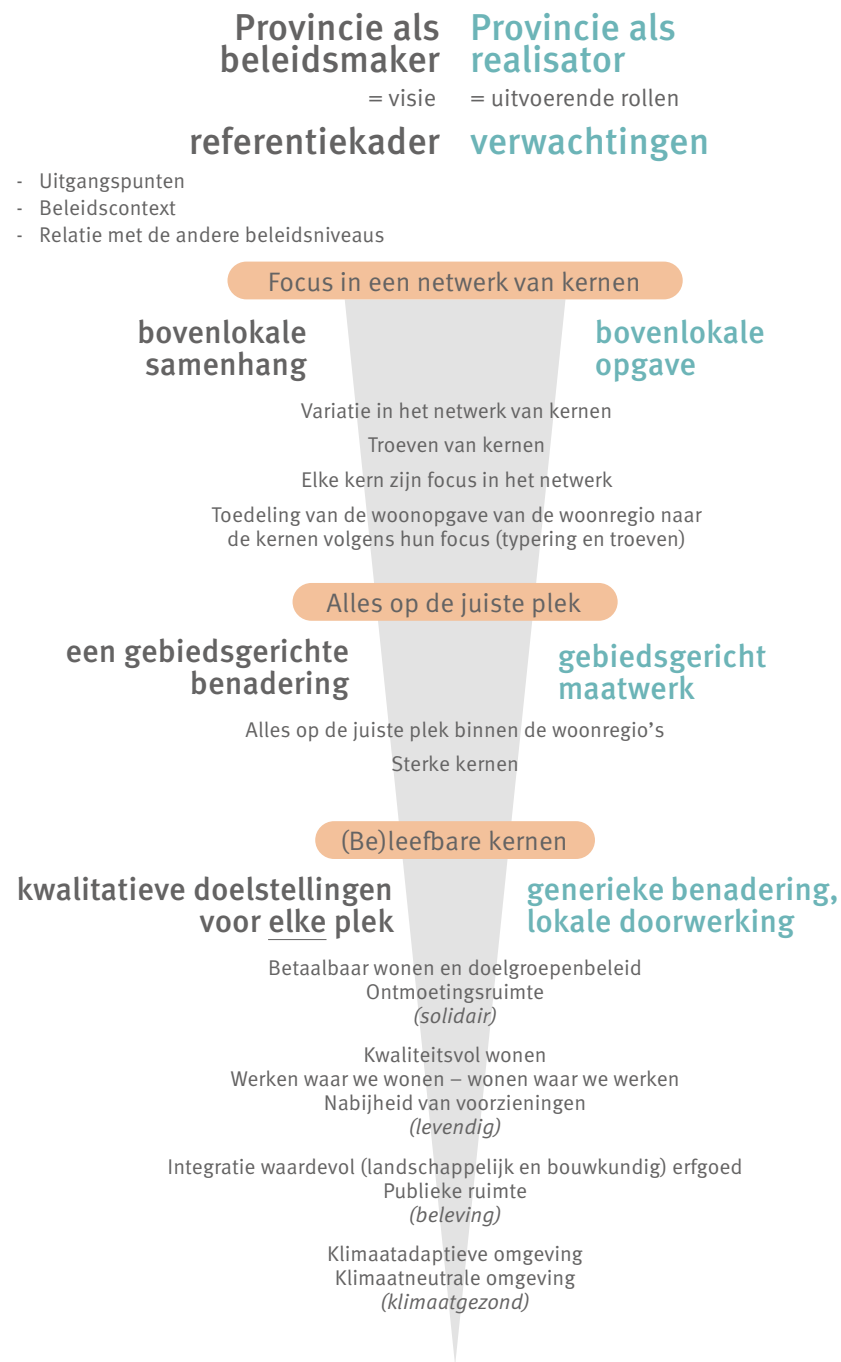 Provincie als
beleidsmaker
= visie
referentiekader
Provincie als
realisator
= uitvoerende rollen
verwachtingen
- Uitgangspunten
- Beleidscontext
- Relatie met de andere beleidsniveaus
Focus in een netwerk van kernen
bovenlokale
samenhang
bovenlokale
opgave
Variatie in het netwerk van kernen
Troeven van kernen
Elke kern zijn focus in het netwerk
Toedeling van de woonopgave van de woonregio naar
de kernen volgens hun focus (typering en troeven)
Alles op de juiste plek
een gebiedsgerichte
benadering
gebiedsgericht
maatwerk
Alles op de juiste plek binnen de woonregio's
Sterke kernen
(Be)leefbare kernen
kwalitatieve doelstellingen
voor elke plek
generieke benadering,
lokale doorwerking
Betaalbaar wonen en doelgroepenbeleid
Ontmoetingsruimte
(solidair)
Kwaliteitsvol wonen
Werken waar we wonen – wonen waar we werken
Nabijheid van voorzieningen
(levendig)
Integratie waardevol (landschappelijk en bouwkundig) erfgoed
Publieke ruimte
(beleving)
Klimaatadaptieve omgeving
Klimaatneutrale omgeving
(klimaatgezond)